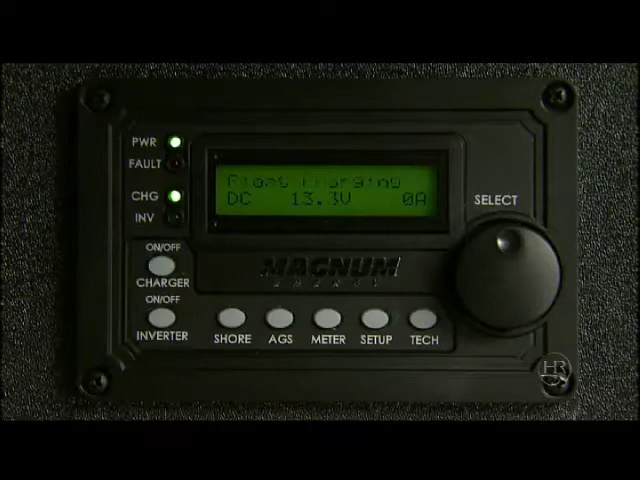 PWR
FAULT
CHG
INV
Float Charging
DC 13.3V 0A
SELECT
ON/OFF
CHARGER
ON/OFF
INVERTER
MAGNUM
ENERGY
SHORE
AGS
METER
SETUP
TECH
HR